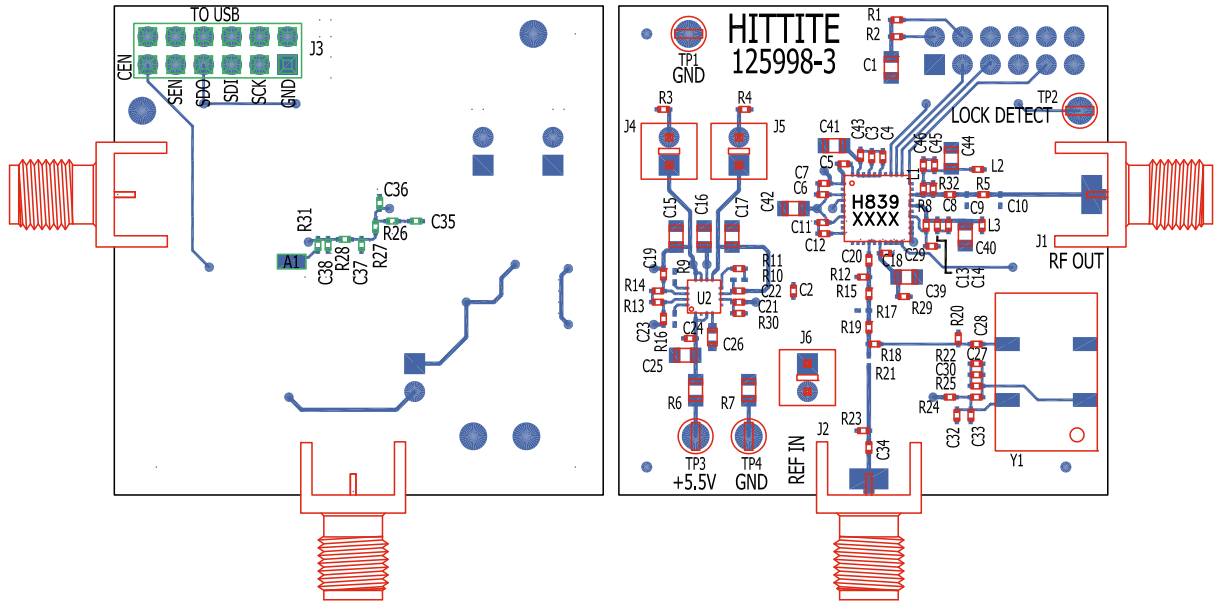 TO USB
J3
CEN
SEN
SDO
SDI
SCK
GND
C36
R31
C35
R26
A1
C38
R28
C37
R27
HITTITE
125998-3
TP1
GND
R1
R2
C1
TP2
LOCK DETECT
R3
R4
J4
J5
C41
C43
C3
C4
C46
C45
C44
C5
C7
C6
L1
L2
R32
R5
C42
H839
XXXX
R8
C8
C9
C10
C15
C16
C17
C11
C12
L3
J1
RF OUT
C40
C19
R9
R11
R10
C20
C18
C29
C13
C14
R12
R14
R13
U2
C22
C21
C2
R15
C39
R29
C23
R16
C24
R30
R17
R19
R20
C28
C25
C26
J6
R18
R22
C27
R21
C30
R25
R6
R7
R24
R23
J2
C32
C33
C34
TP3
+5.5V
TP4
GND
REF IN
Y1